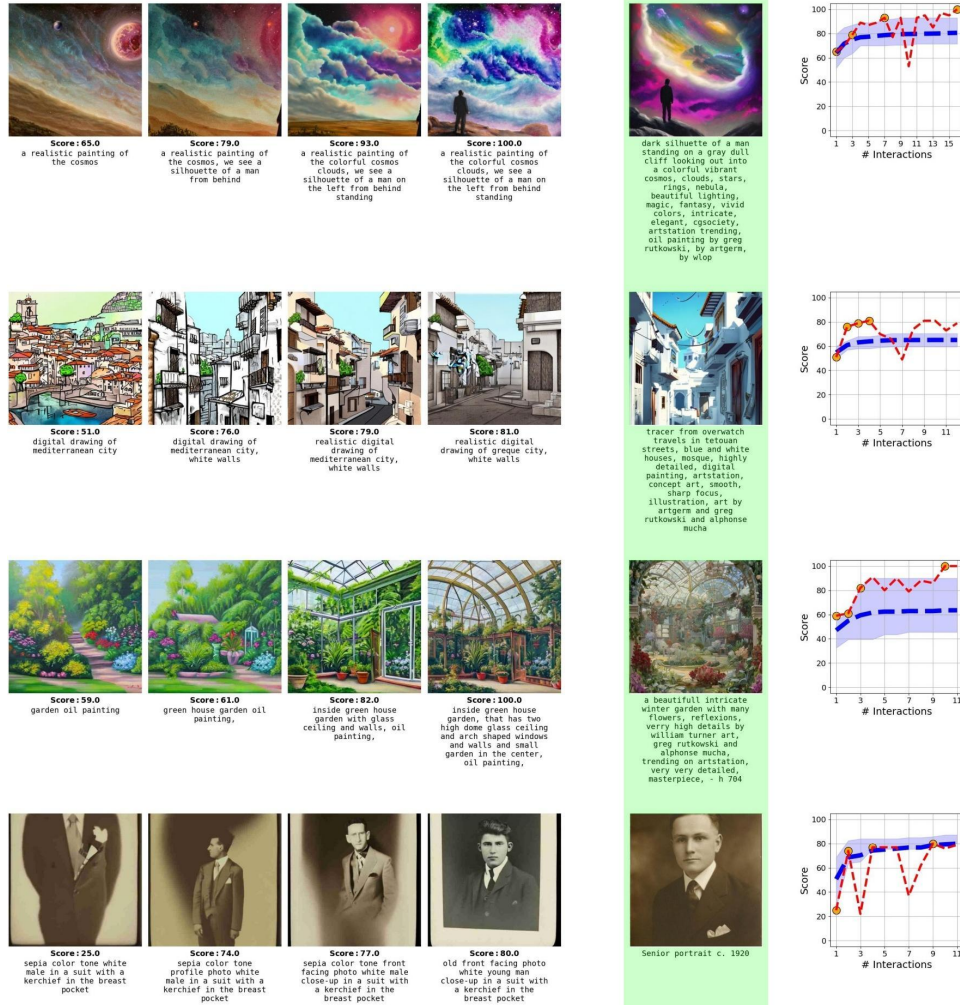 Score: 65.0
a realistic painting of
the cosmos
Score: 79.0
a realistic painting of
the cosmos, we see a
silhouette of a man
from behind
Score: 93.0
a realistic painting of
the colorful cosmos
clouds, we see a
silhouette of a man on
the left from behind
standing
Score: 100.0
a realistic painting of
the colorful cosmos
clouds, we see a
silhouette of a man on
the left from behind
standing
dark silhuette of a man
standing on a gray dull
cliff looking out into
a colorful vibrant
cosmos, clouds, stars,
rings, nebula,
beautiful lighting,
magic, fantasy, vivid
colors, intricate,
elegant, cgsociety,
artstation trending,
oil painting by greg
rutkowski, by artgerm,
by wlop
Score
100
80
60
40
20
0
1 3 5 7 9 11 13 15
# Interactions
Score: 51.0
digital drawing of
mediterranean city
Score: 76.0
digital drawing of
mediterranean city,
white walls
Score: 79.0
realistic digital
drawing of
mediterranean city,
white walls
Score: 81.0
realistic digital
drawing of greque city,
white walls
tracer from overwatch
travels in tetouan
streets, blue and white
houses, mosque, highly
detailed, digital
painting, artstation,
concept art, smooth,
sharp focus,
illustration, art by
artgerm and greg
rutkowski and alphonse
mucha
Score
100
80
60
40
20
0
1 3 5 7 9 11
# Interactions
Score: 59.0
garden oil painting
Score: 61.0
green house garden oil
painting,
Score: 82.0
inside green house
garden with glass
ceiling and walls, oil
painting,
Score: 100.0
inside green house
garden, that has two
high dome glass ceiling
and arch shaped windows
and walls and small
garden in the center,
oil painting,
a beautifull intricate
winter garden with many
flowers, reflexions,
verry high details by
william turner art,
greg rutkowski and
alphonse mucha,
trending on artstation,
very very detailed,
masterpiece, - h 704
Score
100
80
60
40
20
0
1 3 5 7 9 11
# Interactions
Score: 25.0
sepia color tone white
male in a suit with a
kerchief in the breast
pocket
Score: 74.0
sepia color tone
profile photo white
male in a suit with a
kerchief in the breast
pocket
Score: 77.0
sepia color tone front
facing photo white male
close-up in a suit with
a kerchief in the
breast pocket
Score: 80.0
old front facing photo
white young man
close-up in a suit with
a kerchief in the
breast pocket
Senior portrait c. 1920
Score
100
80
60
40
20
0
1 3 5 7 9 11
# Interactions